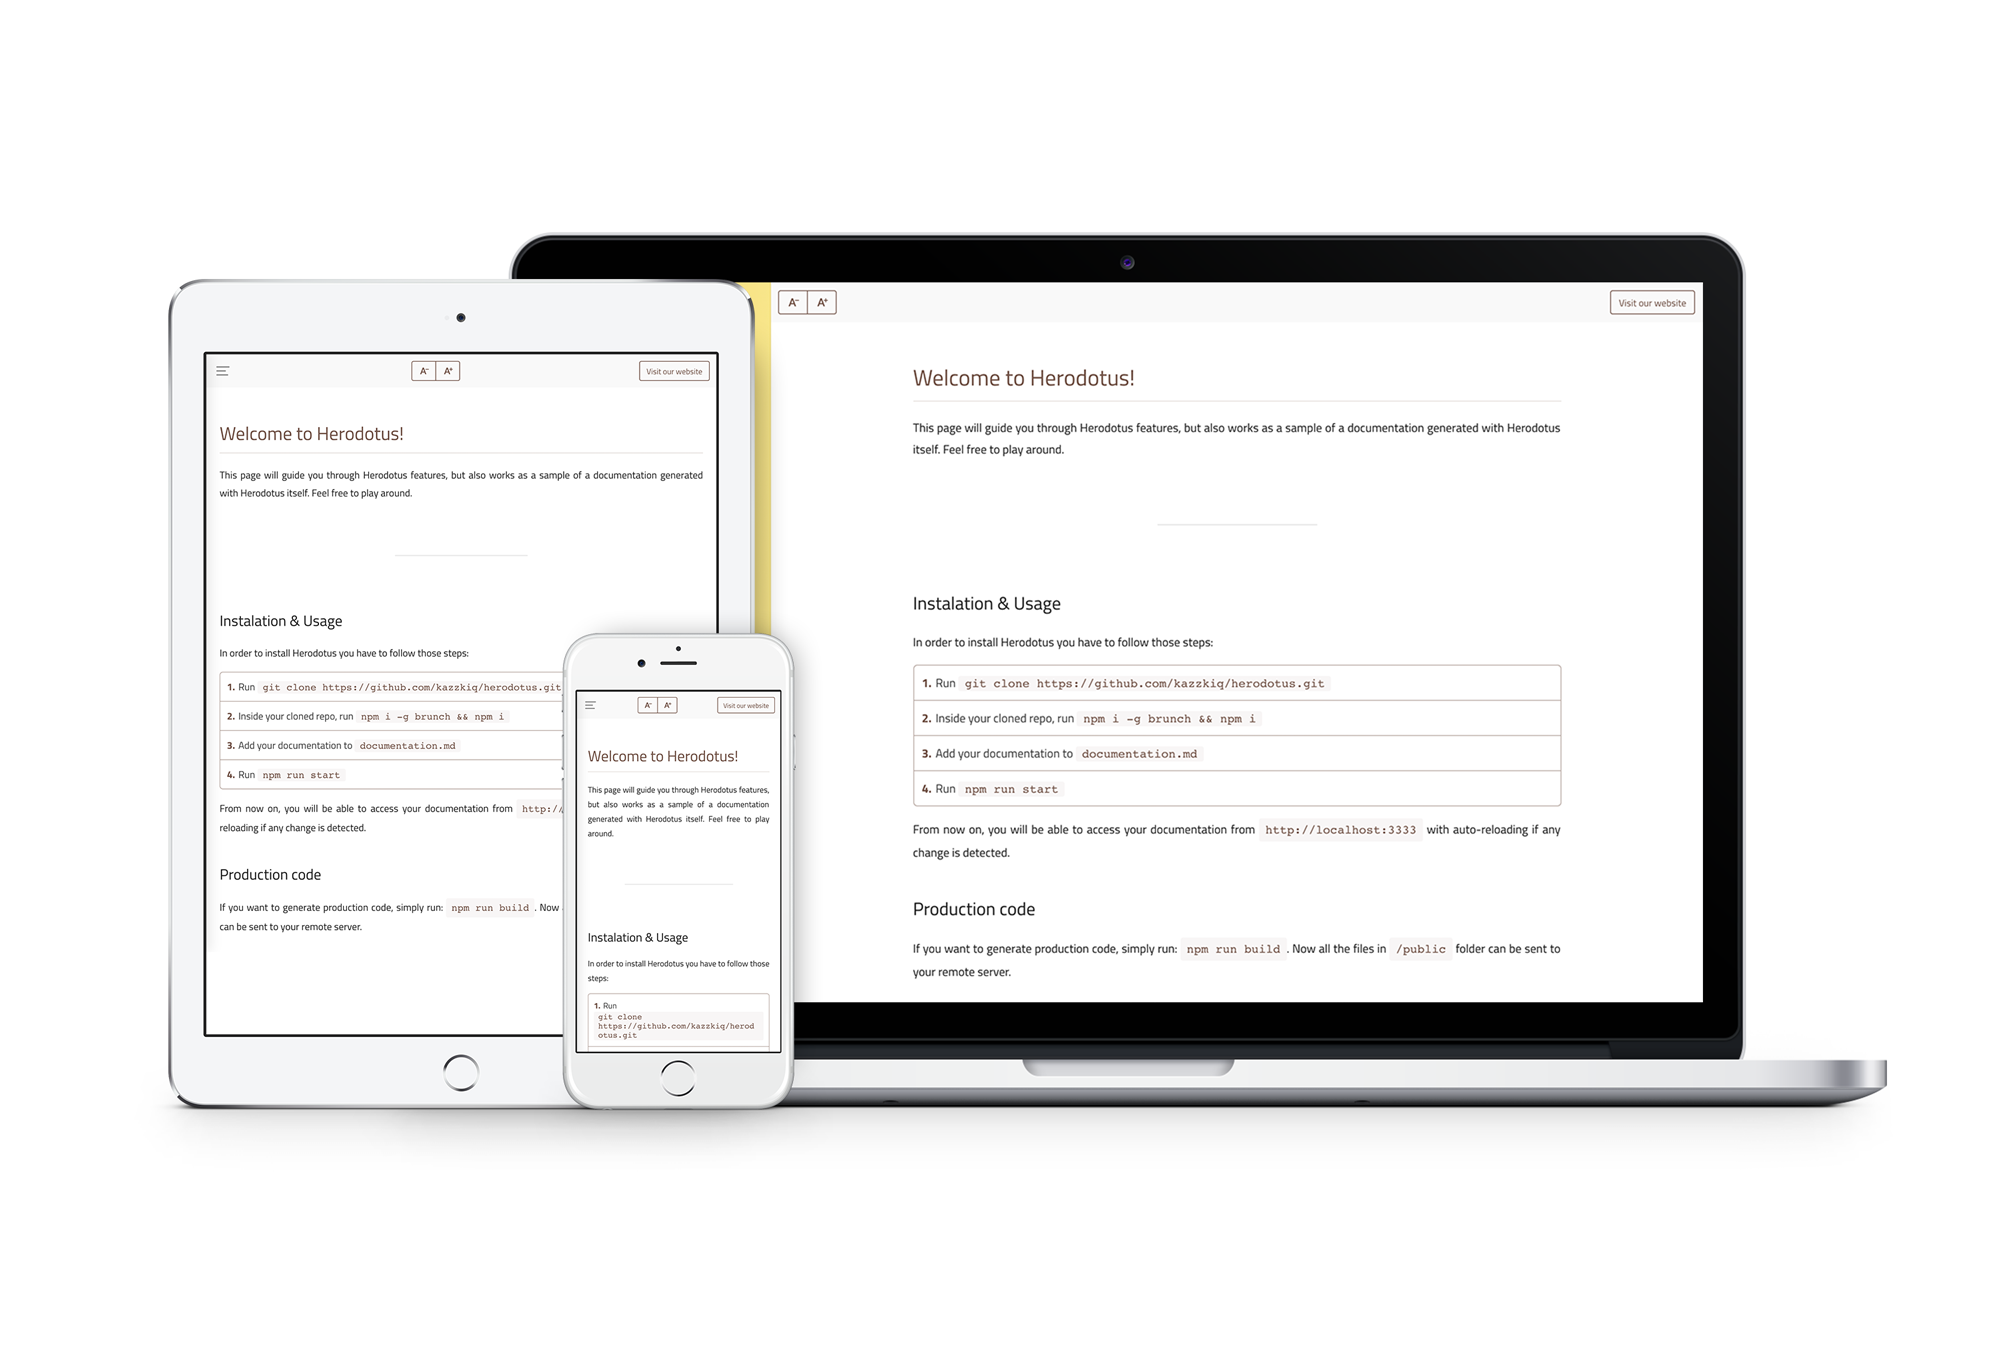 A- A+ Visit our website
Welcome to Herodotus!
This page will guide you through Herodotus features, but also works as a sample of a documentation generated
with Herodotus itself. Feel free to play around.
Instalation & Usage
In order to install Herodotus you have to follow those steps:
1. Run git clone https://github.com/kazzkiq/herodotus.git
2. Inside your cloned repo, run npm i -g brunch && npm i
3. Add your documentation to documentation.md
4. Run npm run start
From now on, you will be able to access your documentation from http://
reloading if any change is detected.
Production code
If you want to generate production code, simply run: npm run build. Now
can be sent to your remote server.
A- A+ Visit our website
Welcome to Herodotus!
This page will guide you through Herodotus features,
but also works as a sample of a documentation
generated with Herodotus itself. Feel free to play
around.
Instalation & Usage
In order to install Herodotus you have to follow those
steps:
1. Run
git clone
https://github.com/kazzkiq/herod
otus.git
A- A+ Visit our website
Welcome to Herodotus!
This page will guide you through Herodotus features, but also works as a sample of a documentation generated with Herodotus
itself. Feel free to play around.
Instalation & Usage
In order to install Herodotus you have to follow those steps:
1. Run git clone https://github.com/kazzkiq/herodotus.git
2. Inside your cloned repo, run npm i -g brunch && npm i
3. Add your documentation to documentation.md
4. Run npm run start
From now on, you will be able to access your documentation from http://localhost:3333 with auto-reloading if any
change is detected.
Production code
If you want to generate production code, simply run: npm run build. Now all the files in /public folder can be sent to
your remote server.